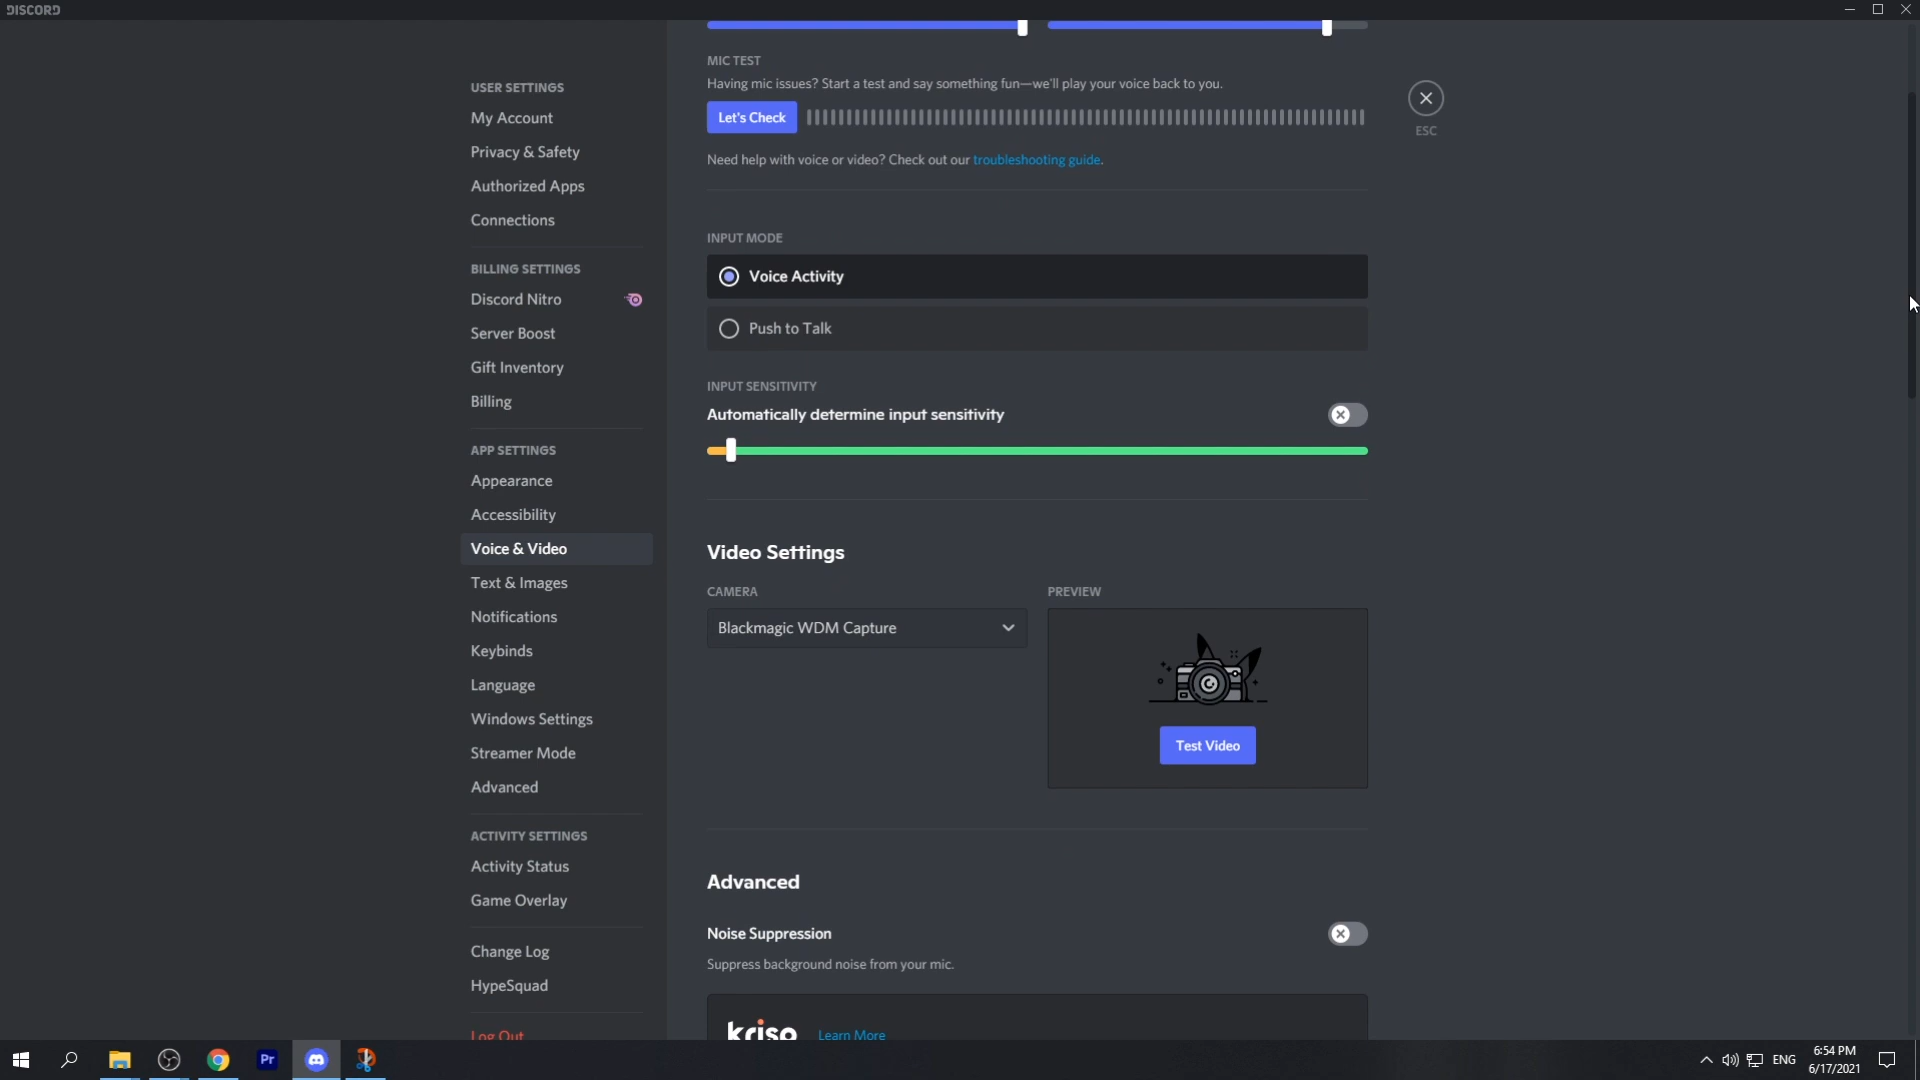 DISCORD
USER SETTINGS
My Account
Privacy & Safety
Authorized Apps
Connections
BILLING SETTINGS
Discord Nitro
Server Boost
Gift Inventory
Billing
APP SETTINGS
Appearance
Accessibility
Voice & Video
Text & Images
Notifications
Keybinds
Language
Windows Settings
Streamer Mode
Advanced
ACTIVITY SETTINGS
Activity Status
Game Overlay
Change Log
HypeSquad
Log Out
MIC TEST
Having mic issues? Start a test and say something fun—we'll play your voice back to you.
Let's Check
Need help with voice or video? Check out our troubleshooting guide.
INPUT MODE
Voice Activity
Push to Talk
INPUT SENSITIVITY
Automatically determine input sensitivity
Video Settings
CAMERA
Blackmagic WDM Capture
PREVIEW
Test Video
Advanced
Noise Suppression
Suppress background noise from your mic.
krisp Learn More
ESC
Pr
ENG
6:54 PM
6/17/2021